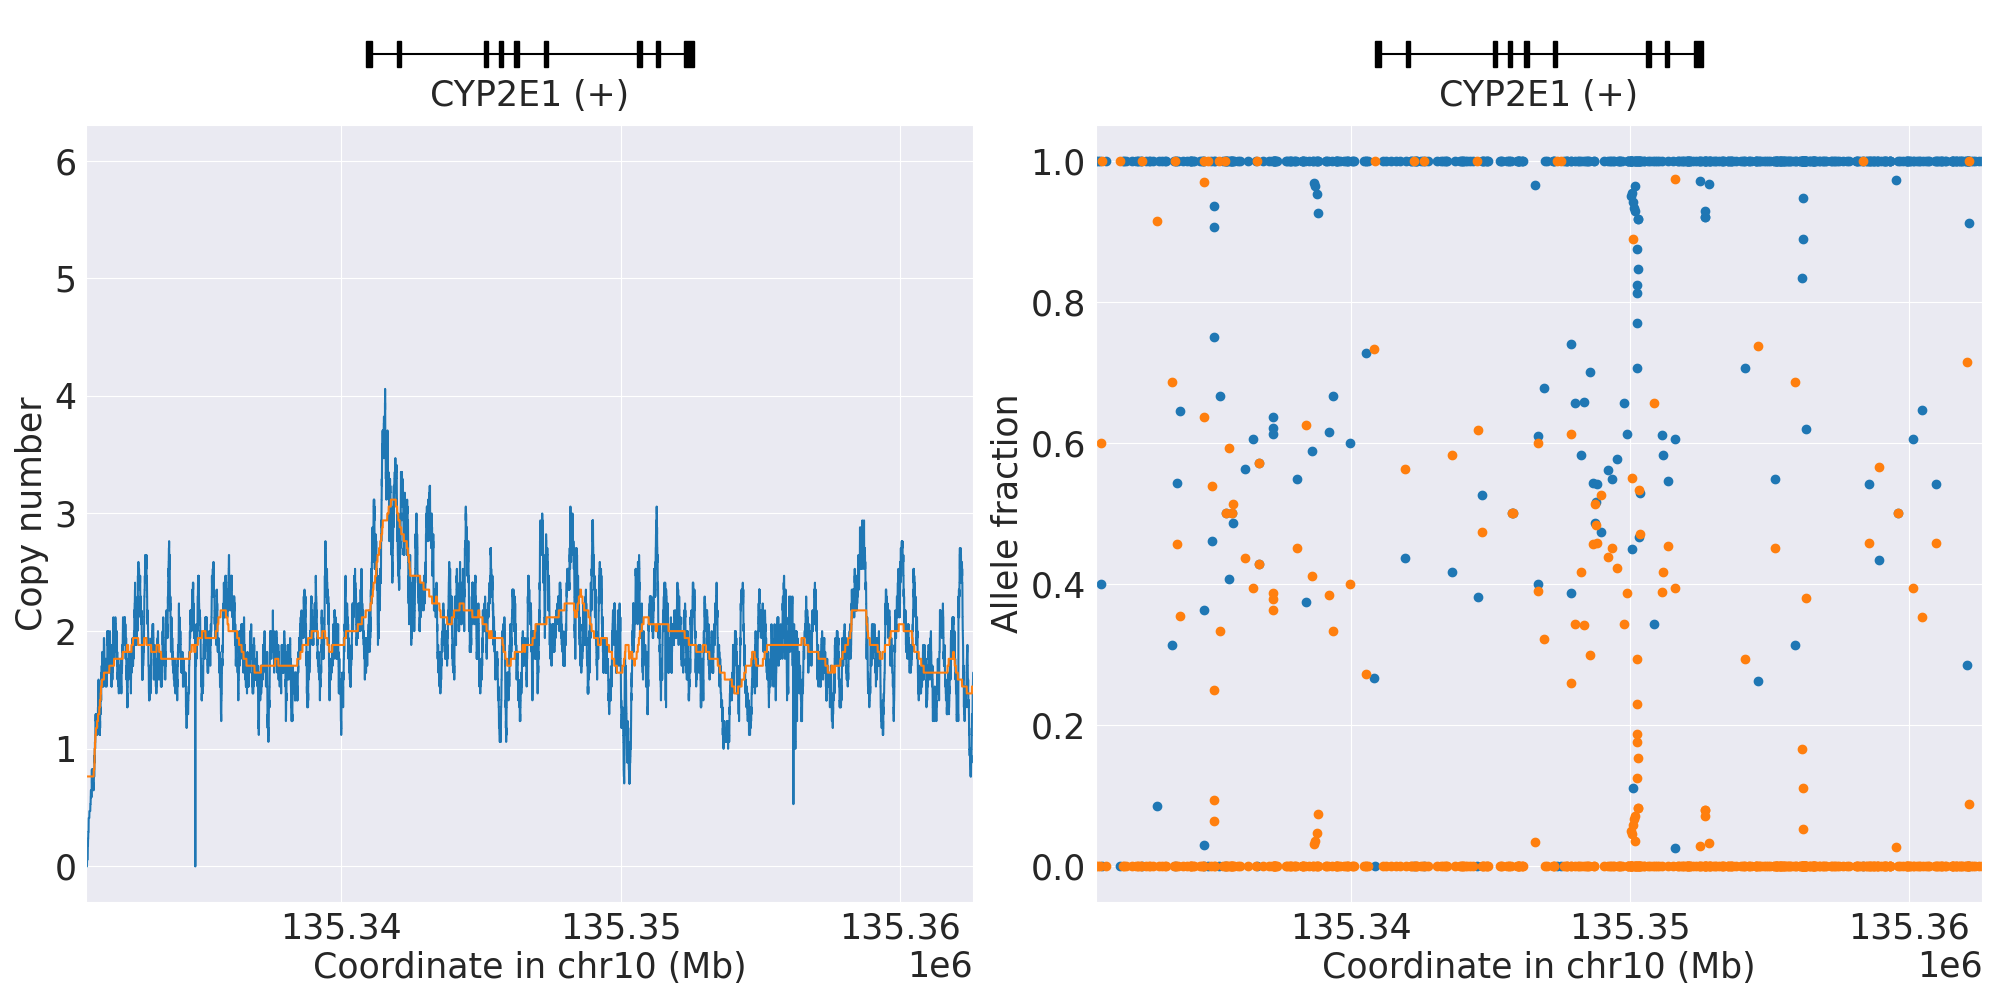 CYP2E1 (+)
6
5
4
3
2
1
0
Copy number
135.34
135.35
135.36
Coordinate in chr10 (Mb)
1e6
CYP2E1 (+)
1.0
0.8
0.6
0.4
0.2
0.0
Allele fraction
135.34
135.35
135.36
Coordinate in chr10 (Mb)
1e6